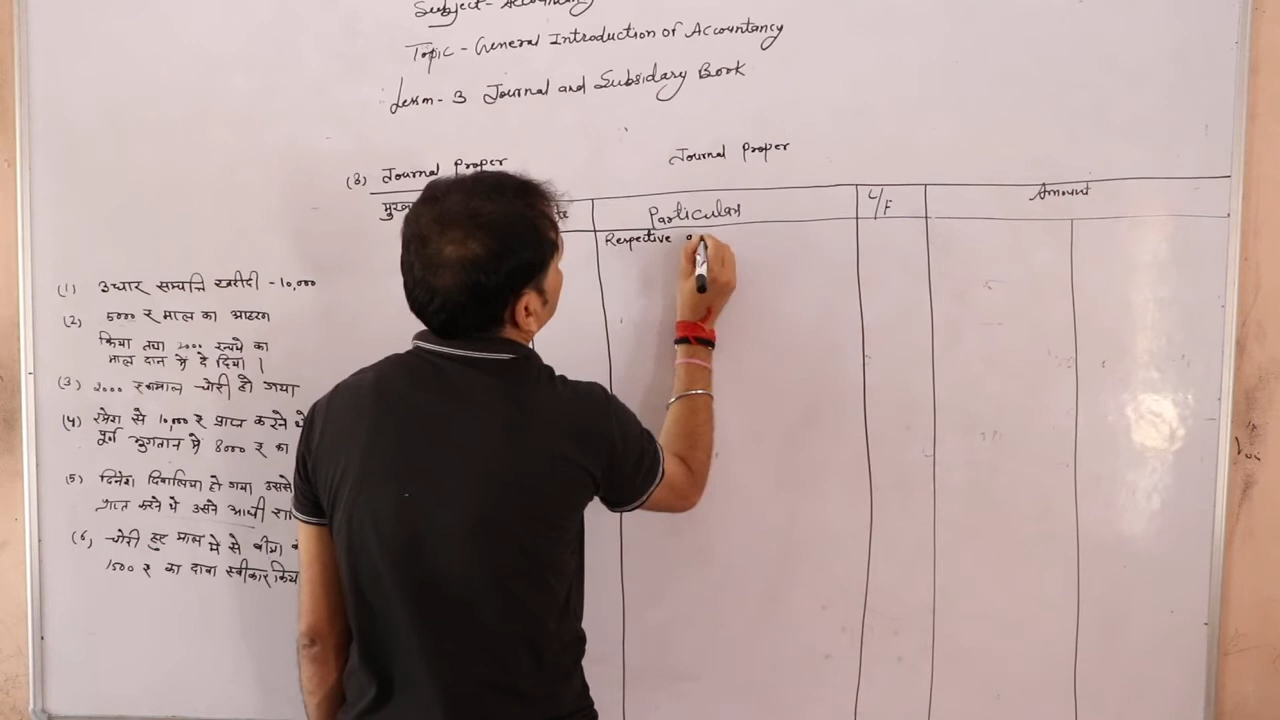 Subject- Accountancy
Topic - General Introduction of Accountancy
Lesson- 3 Journal and Subsidary Book
(8) Journal Proper
Journal Proper
Particular
L/F
Amount
Respective
(1) उधार सम्पत्ति खरीदी - 10,000
(2) 5000 ₹ माल का आहरण
किया तथा 2000 रुपये का
माल दान में दे दिया ।
(3) 2000 ₹ का माल चोरी हो गया
(4) रमेश से 10,000 ₹ प्राप्त करने थे
पूर्ण भुगतान में 8000 ₹ का
(5) दिनेश दिवालिया हो गया उससे
प्राप्त करने थे उसने आधी
(6) चोरी हुए माल में से बीमा
1500 ₹ का दावा स्वीकार किया